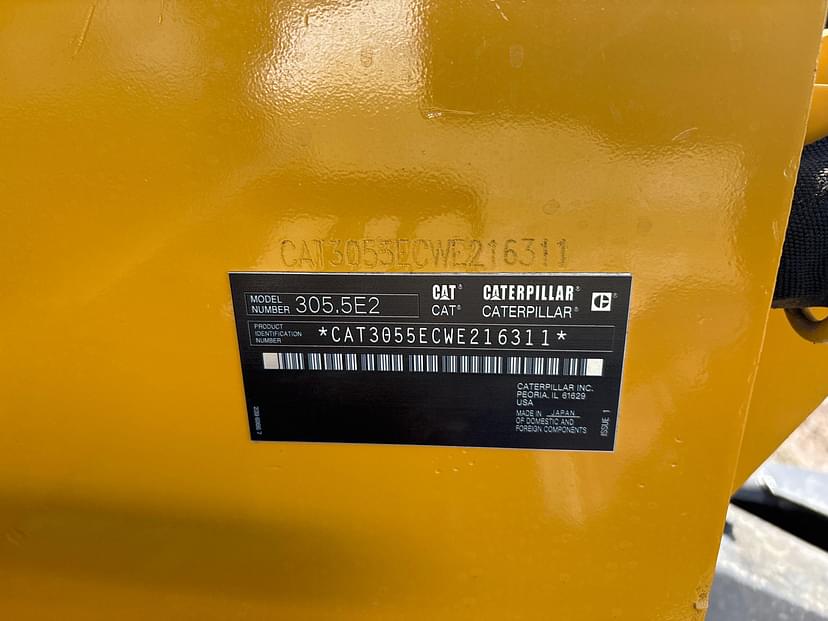 CAT3055ECWE216311
MODEL NUMBER 305.5E2
CAT® CATERPILLAR®
CAT® CATERPILLAR®
PRODUCT IDENTIFICATION NUMBER *CAT3055ECWE216311*
CATERPILLAR INC.
PEORIA, IL 61629
USA
MADE IN JAPAN
OF DOMESTIC AND
FOREIGN COMPONENTS
ISSUE 1